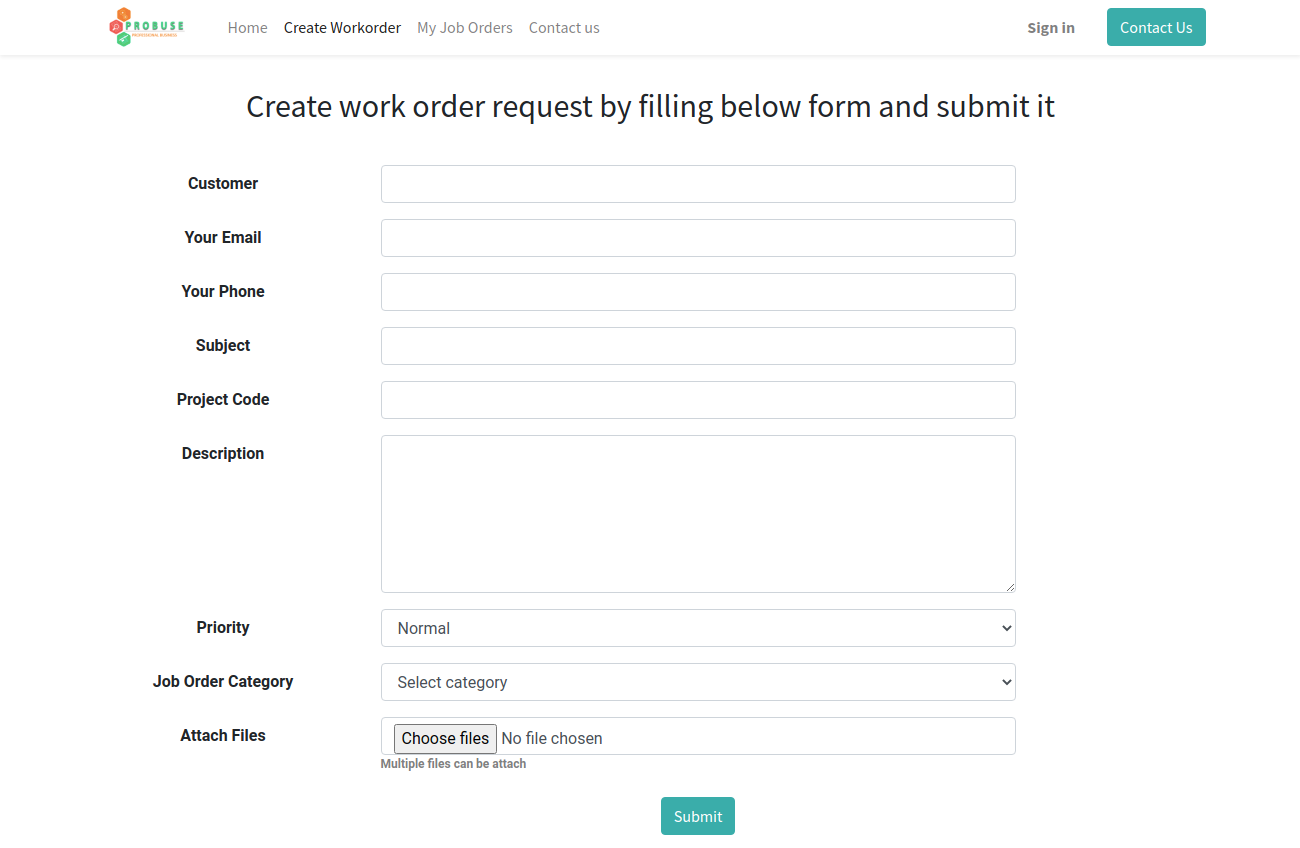 PROBUSE
PROFESSIONAL BUSINESS
Home Create Workorder My Job Orders Contact us Sign in Contact Us
Create work order request by filling below form and submit it
Customer
Your Email
Your Phone
Subject
Project Code
Description
Priority Normal
Job Order Category Select category
Attach Files Choose files No file chosen
Multiple files can be attach
Submit